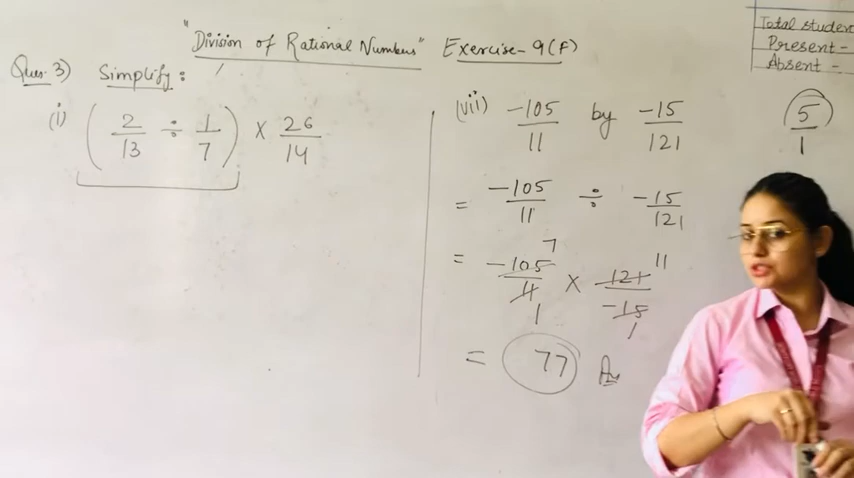 "Division of Rational Numbers" Exercise-9(F)
Ques-3) Simplify:
(i) (2/13 ÷ 1/7) × 26/14
(vii) -105/11 by -15/121
= -105/11 ÷ -15/121
= -105/11 × 121/-15
7 11
1 1
= 77 Ans
5/1
Total studen
Present -
Absent -